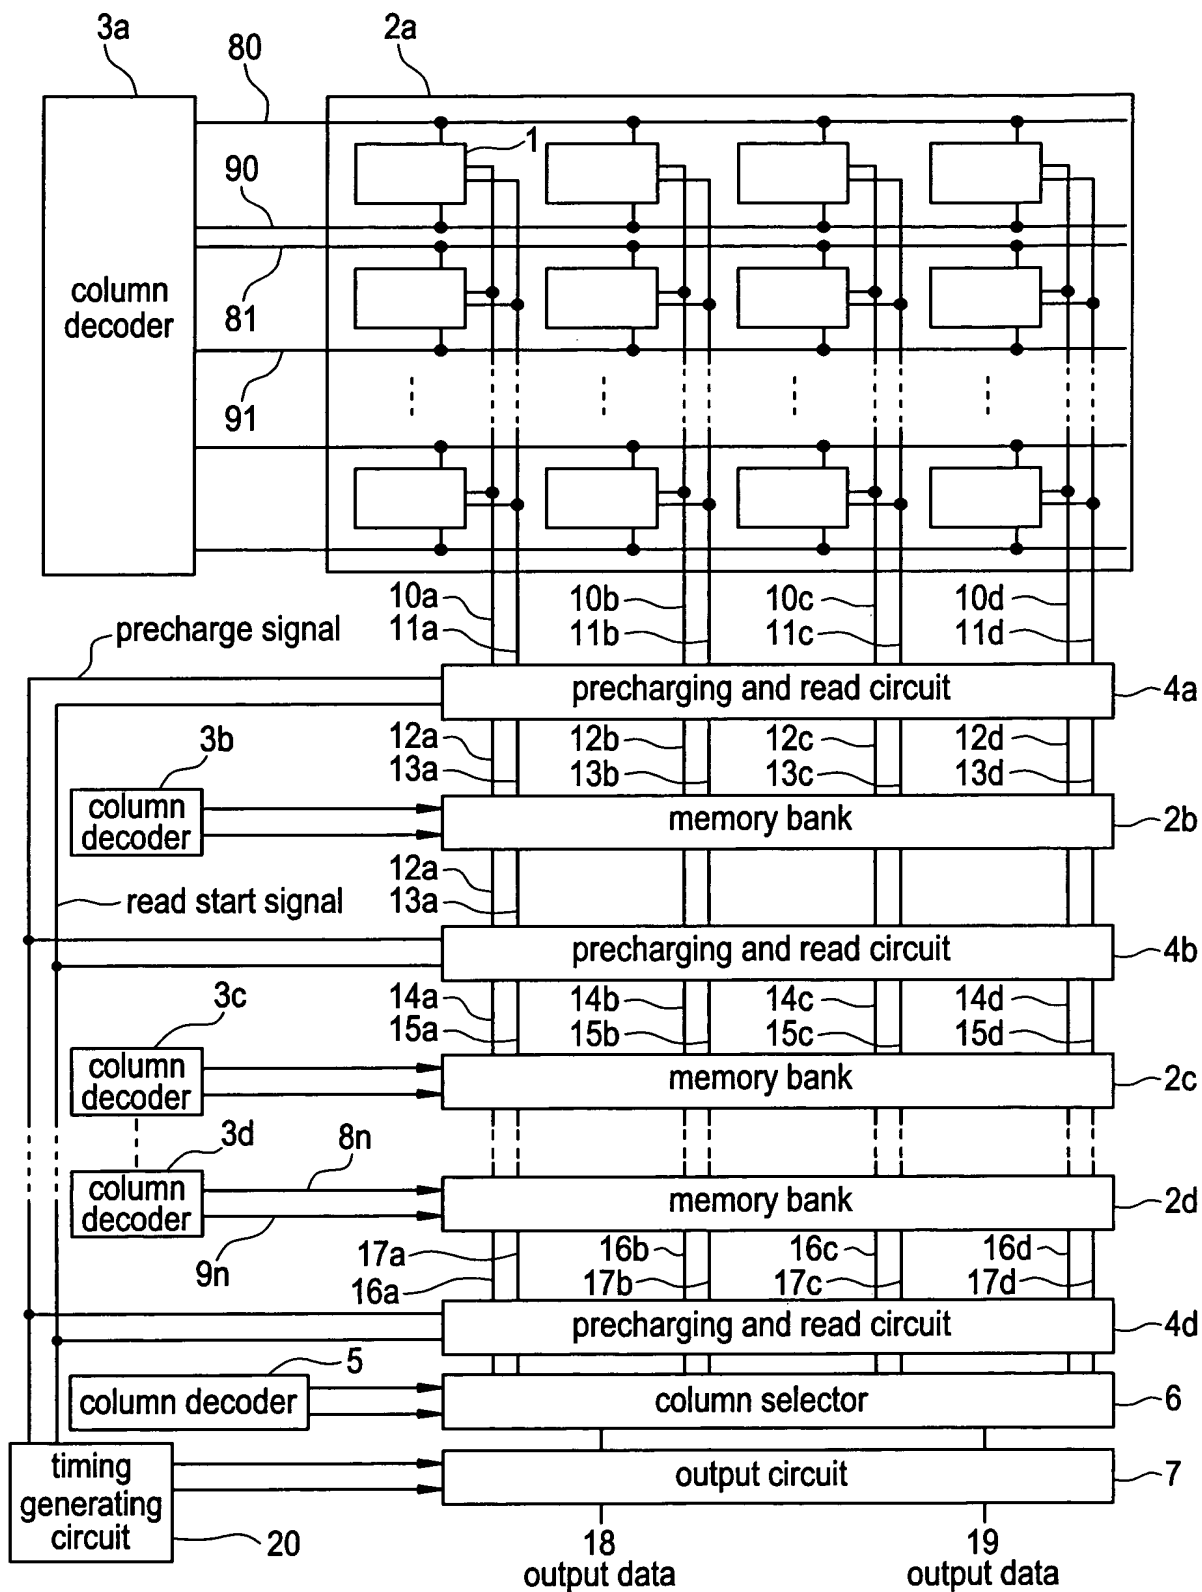 3a
80
2a
1
90
column
decoder
81
91
10a
10b
10c
10d
11a
11b
11c
11d
precharge signal
precharging and read circuit
4a
3b
12a
12b
12c
12d
13a
13b
13c
13d
column
decoder
memory bank
2b
12a
13a
read start signal
precharging and read circuit
4b
3c
14a
14b
14c
14d
15a
15b
15c
15d
column
decoder
memory bank
2c
3d
8n
column
decoder
memory bank
2d
9n
17a
16b
16c
16d
16a
17b
17c
17d
precharging and read circuit
4d
5
column decoder
column selector
6
timing
generating
circuit
output circuit
7
20
18
19
output data
output data